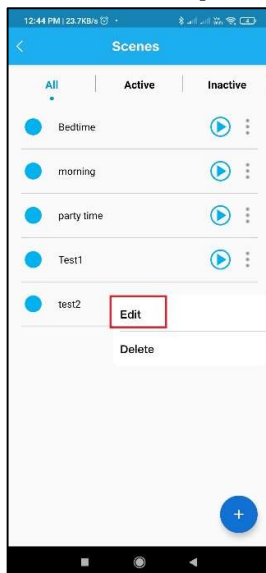 12:44 PM | 23.7KB/s
Scenes
All Active Inactive
Bedtime
morning
party time
Test1
test2
Edit
Delete